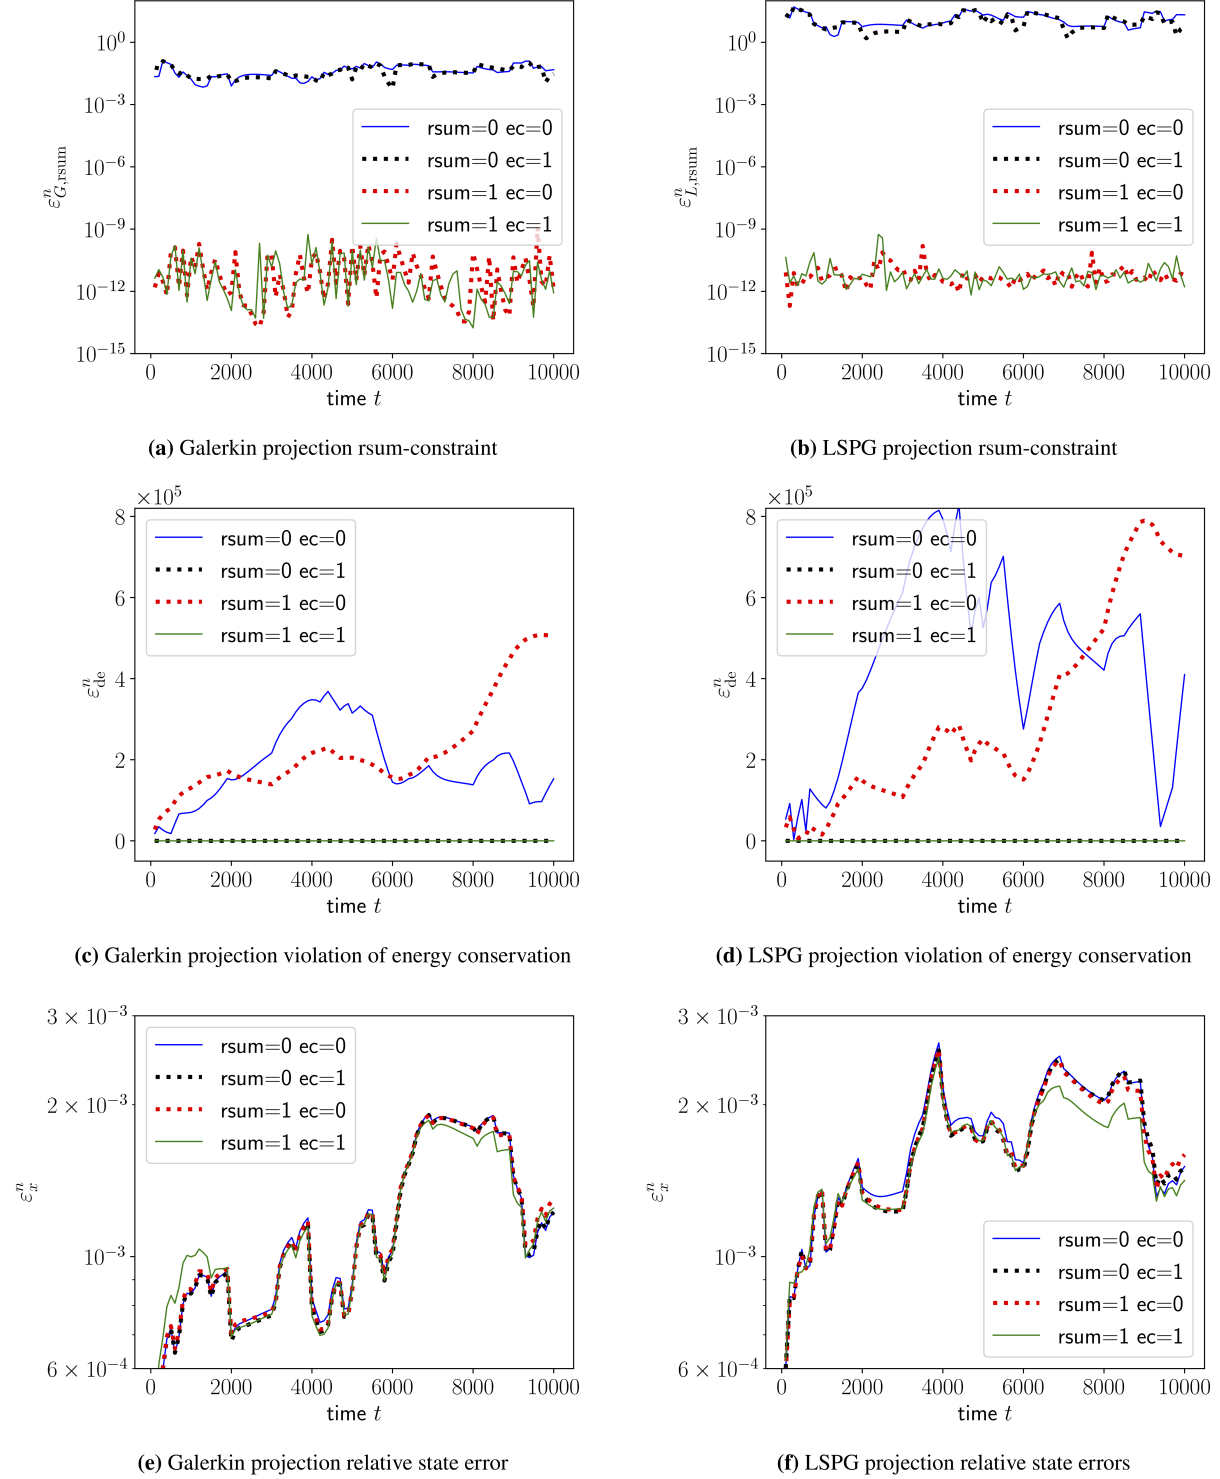 10^0
10^{-3}
10^{-6}
10^{-9}
10^{-12}
10^{-15}
ε^n_{G,rsum}
rsum=0 ec=0
rsum=0 ec=1
rsum=1 ec=0
rsum=1 ec=1
0 2000 4000 6000 8000 10000
time t
(a) Galerkin projection rsum-constraint
10^0
10^{-3}
10^{-6}
10^{-9}
10^{-12}
10^{-15}
ε^n_{L,rsum}
rsum=0 ec=0
rsum=0 ec=1
rsum=1 ec=0
rsum=1 ec=1
0 2000 4000 6000 8000 10000
time t
(b) LSPG projection rsum-constraint
×10^5
8
6
4
2
0
ε^n_{de}
rsum=0 ec=0
rsum=0 ec=1
rsum=1 ec=0
rsum=1 ec=1
0 2000 4000 6000 8000 10000
time t
(c) Galerkin projection violation of energy conservation
×10^5
8
6
4
2
0
ε^n_{de}
rsum=0 ec=0
rsum=0 ec=1
rsum=1 ec=0
rsum=1 ec=1
0 2000 4000 6000 8000 10000
time t
(d) LSPG projection violation of energy conservation
3 × 10^{-3}
2 × 10^{-3}
10^{-3}
6 × 10^{-4}
ε^n_x
rsum=0 ec=0
rsum=0 ec=1
rsum=1 ec=0
rsum=1 ec=1
0 2000 4000 6000 8000 10000
time t
(e) Galerkin projection relative state error
3 × 10^{-3}
2 × 10^{-3}
10^{-3}
6 × 10^{-4}
ε^n_x
rsum=0 ec=0
rsum=0 ec=1
rsum=1 ec=0
rsum=1 ec=1
0 2000 4000 6000 8000 10000
time t
(f) LSPG projection relative state errors